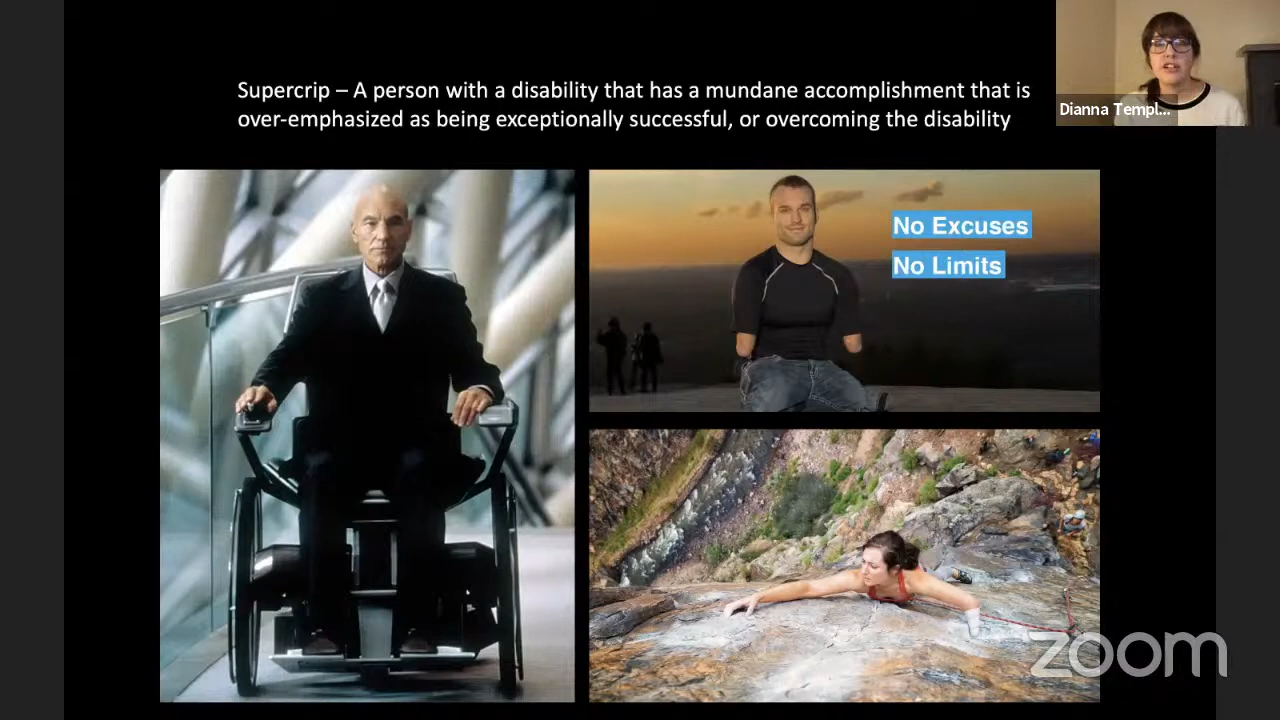 Supercrip – A person with a disability that has a mundane accomplishment that is
over-emphasized as being exceptionally successful, or overcoming the disability
Dianna Templ...
No Excuses
No Limits
zoom